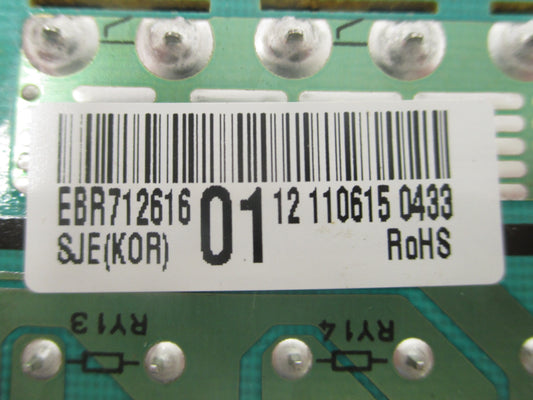 EBR712616 01 12 110615 0433
SJE(KOR) RoHS
RY13 RY14